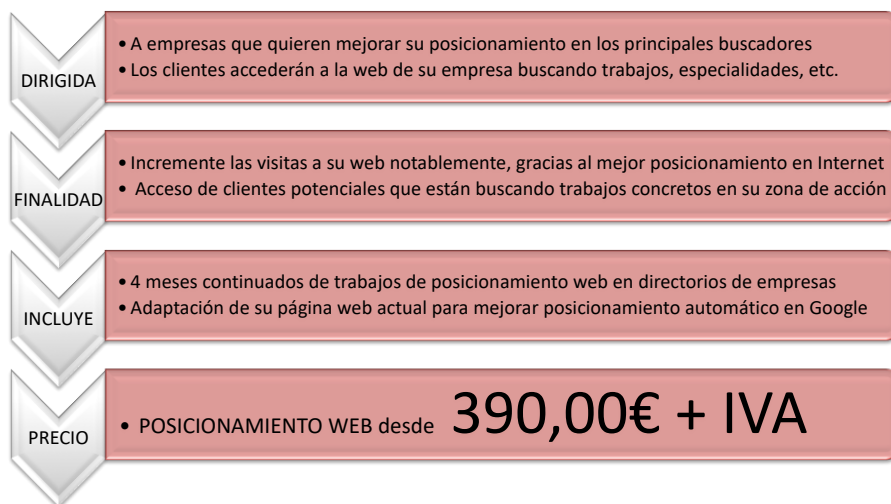 DIRIGIDA
• A empresas que quieren mejorar su posicionamiento en los principales buscadores
• Los clientes accederán a la web de su empresa buscando trabajos, especialidades, etc.
FINALIDAD
• Incremente las visitas a su web notablemente, gracias al mejor posicionamiento en Internet
• Acceso de clientes potenciales que están buscando trabajos concretos en su zona de acción
INCLUYE
• 4 meses continuados de trabajos de posicionamiento web en directorios de empresas
• Adaptación de su página web actual para mejorar posicionamiento automático en Google
PRECIO
• POSICIONAMIENTO WEB desde 390,00€ + IVA